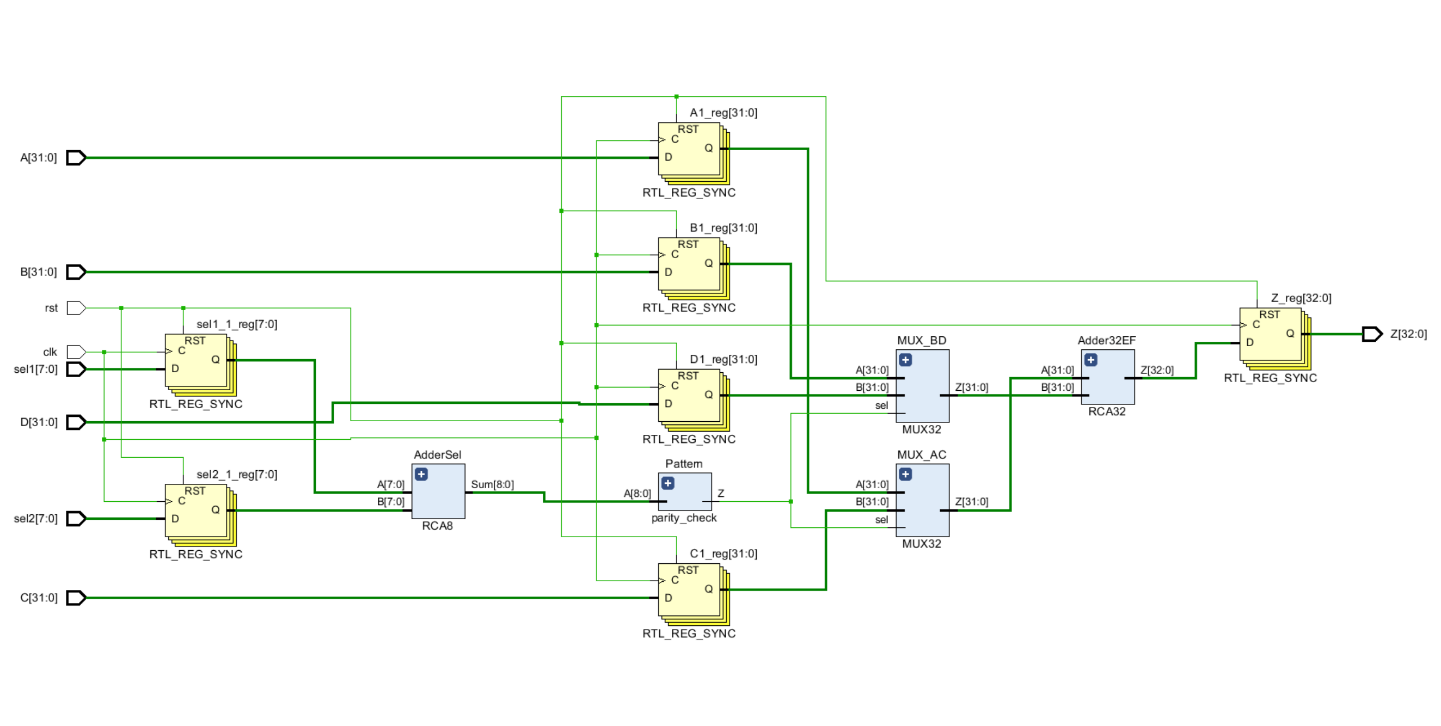 A1_reg[31:0]
RST
C
D
Q
RTL_REG_SYNC
A[31:0]
B1_reg[31:0]
RST
C
D
Q
RTL_REG_SYNC
B[31:0]
rst
clk
sel1[7:0]
sel1_1_reg[7:0]
RST
C
D
Q
RTL_REG_SYNC
D[31:0]
D1_reg[31:0]
RST
C
D
Q
RTL_REG_SYNC
sel2[7:0]
sel2_1_reg[7:0]
RST
C
D
Q
RTL_REG_SYNC
AdderSel
A[7:0]
B[7:0]
Sum[8:0]
RCA8
Pattern
A[8:0]
Z
parity_check
C[31:0]
C1_reg[31:0]
RST
C
D
Q
RTL_REG_SYNC
MUX_BD
A[31:0]
B[31:0]
sel
Z[31:0]
MUX32
MUX_AC
A[31:0]
B[31:0]
sel
Z[31:0]
MUX32
Adder32EF
A[31:0]
B[31:0]
Z[32:0]
RCA32
Z_reg[32:0]
RST
C
D
Q
RTL_REG_SYNC
Z[32:0]